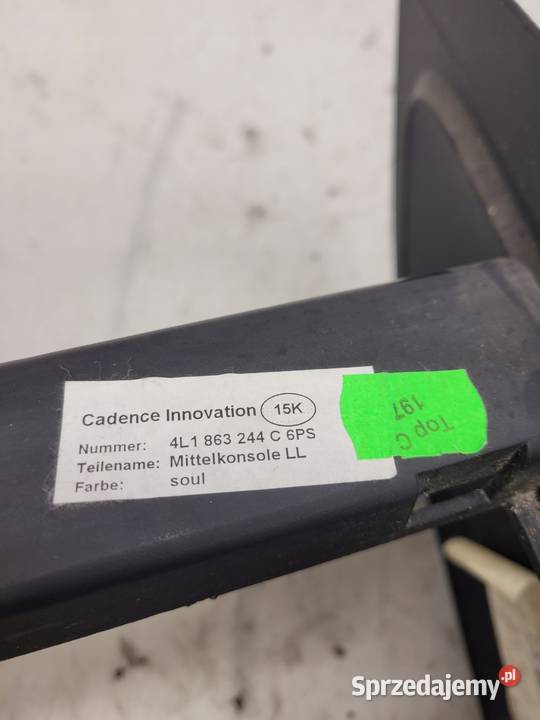 Cadence Innovation 15K
Nummer: 4L1 863 244 C 6PS
Teilename: Mittelkonsole LL
Farbe: soul
Top C
197
Sprzedajemy.pl